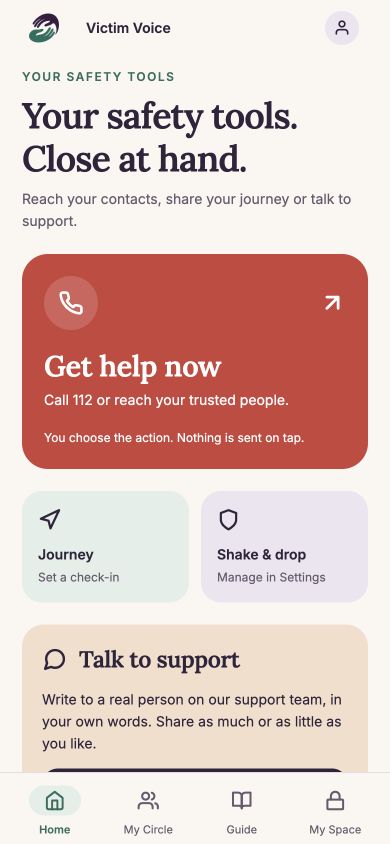 Victim Voice
YOUR SAFETY TOOLS
Your safety tools.
Close at hand.
Reach your contacts, share your journey or talk to
support.
Get help now
Call 112 or reach your trusted people.
You choose the action. Nothing is sent on tap.
Journey
Set a check-in
Shake & drop
Manage in Settings
Talk to support
Write to a real person on our support team, in
your own words. Share as much or as little as
you like.
Home
My Circle
Guide
My Space